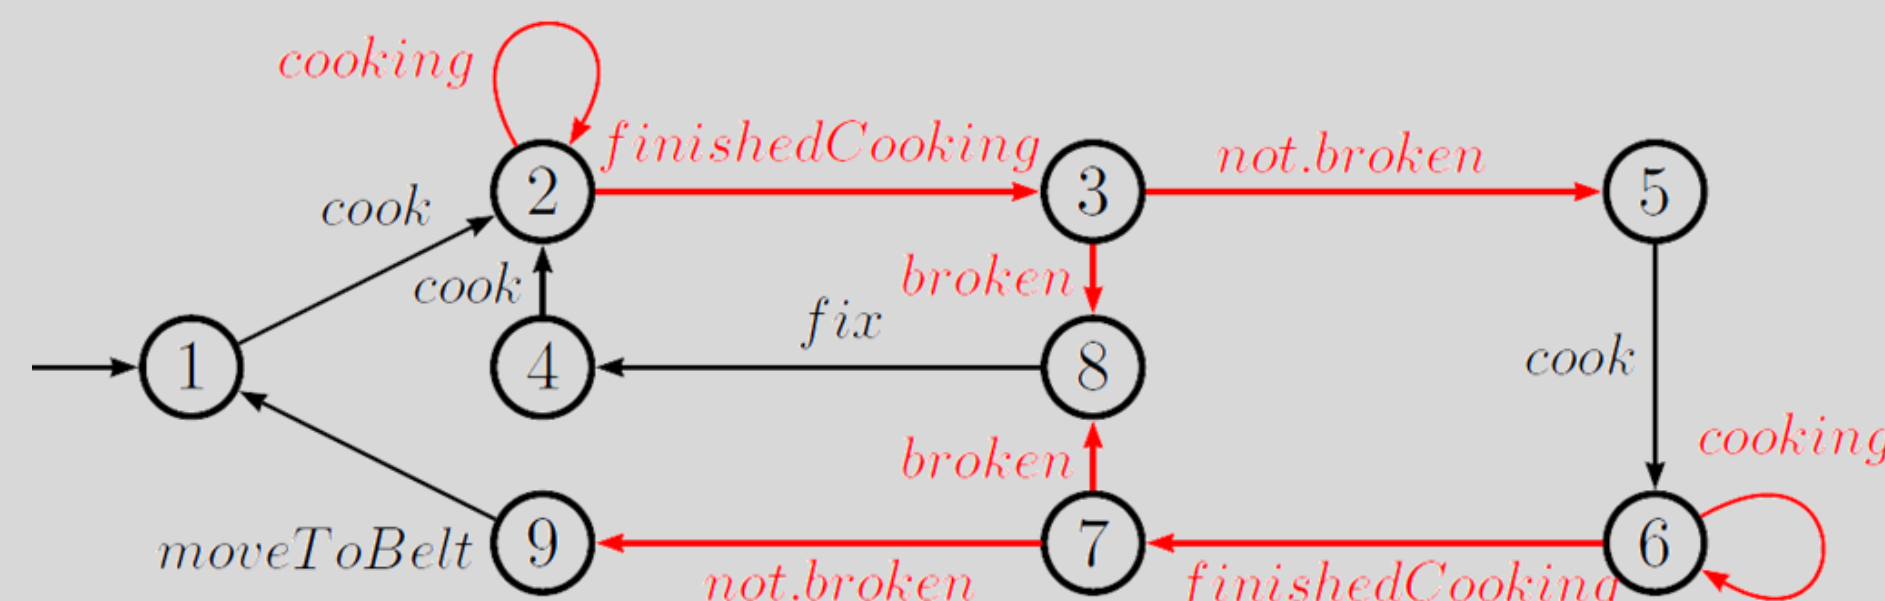 cooking
finishedCooking
not.broken
2
3
5
cook
cook
broken
fix
1
4
8
cook
cooking
broken
moveToBelt
9
7
6
not.broken
finishedCooking